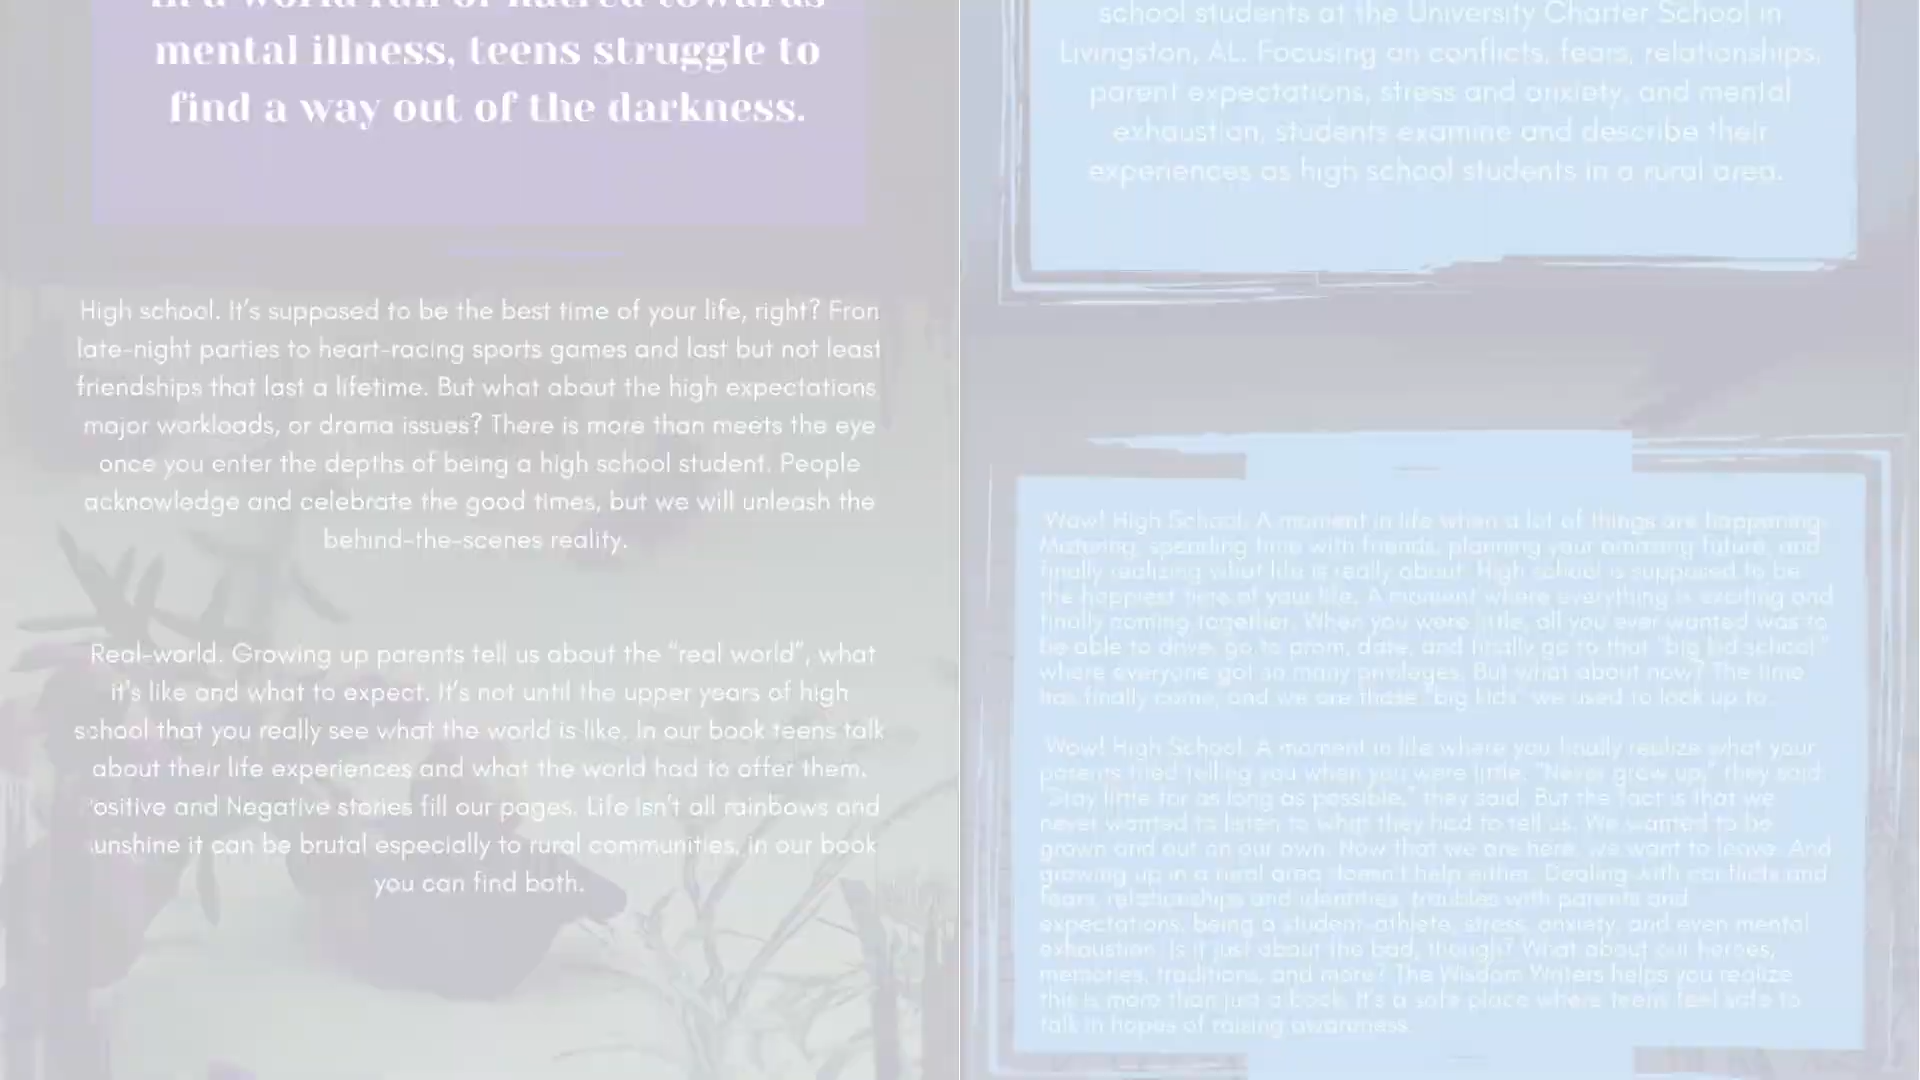 in a world full of hatred towards
mental illness, teens struggle to
find a way out of the darkness.
High school. It's supposed to be the best time of your life, right? Fron
late-night parties to heart-racing sports games and last but not least
friendships that last a lifetime. But what about the high expectations
major workloads, or drama issues? There is more than meets the eye
once you enter the depths of being a high school student. People
acknowledge and celebrate the good times, but we will unleash the
behind-the-scenes reality.
Real-world. Growing up parents tell us about the "real world", what
it's like and what to expect. It's not until the upper years of high
school that you really see what the world is like. In our book teens talk
about their life experiences and what the world had to offer them.
ositive and Negative stories fill our pages. Life isn't all rainbows and
unshine it can be brutal especially to rural communities, in our book
you can find both.
school students at the University Charter School in
Livingston, AL. Focusing on conflicts, fears, relationships,
parent expectations, stress and anxiety, and mental
exhaustion, students examine and describe their
experiences as high school students in a rural area.
Wow! High School. A moment in life when a lot of things are happening.
Maturing, spending time with friends, planning your amazing future, and
finally realizing what life is really about. High school is supposed to be
the happiest time of your life. A moment where everything is exciting and
finally coming together. When you were little, all you ever wanted was to
be able to drive, go to prom, date, and finally go to that "big kid school"
where everyone got so many privileges. But what about now? The time
has finally come, and we are those "big kids" we used to look up to.
Wow! High School. A moment in life where you finally realize what your
parents tried telling you when you were little. "Never grow up," they said.
"Stay little for as long as possible," they said. But the fact is that we
never wanted to listen to what they had to tell us. We wanted to be
grown and out on our own. Now that we are here, we want to leave. And
growing up in a rural area doesn't help either. Dealing with conflicts and
fears, relationships and identities, troubles with parents and
expectations, being a student-athlete, stress, anxiety, and even mental
exhaustion. Is it just about the bad, though? What about our heroes,
memories, traditions, and more? The Wisdom Writers helps you realize
this is more than just a book. It's a safe place where teens feel safe to
talk in hopes of raising awareness.